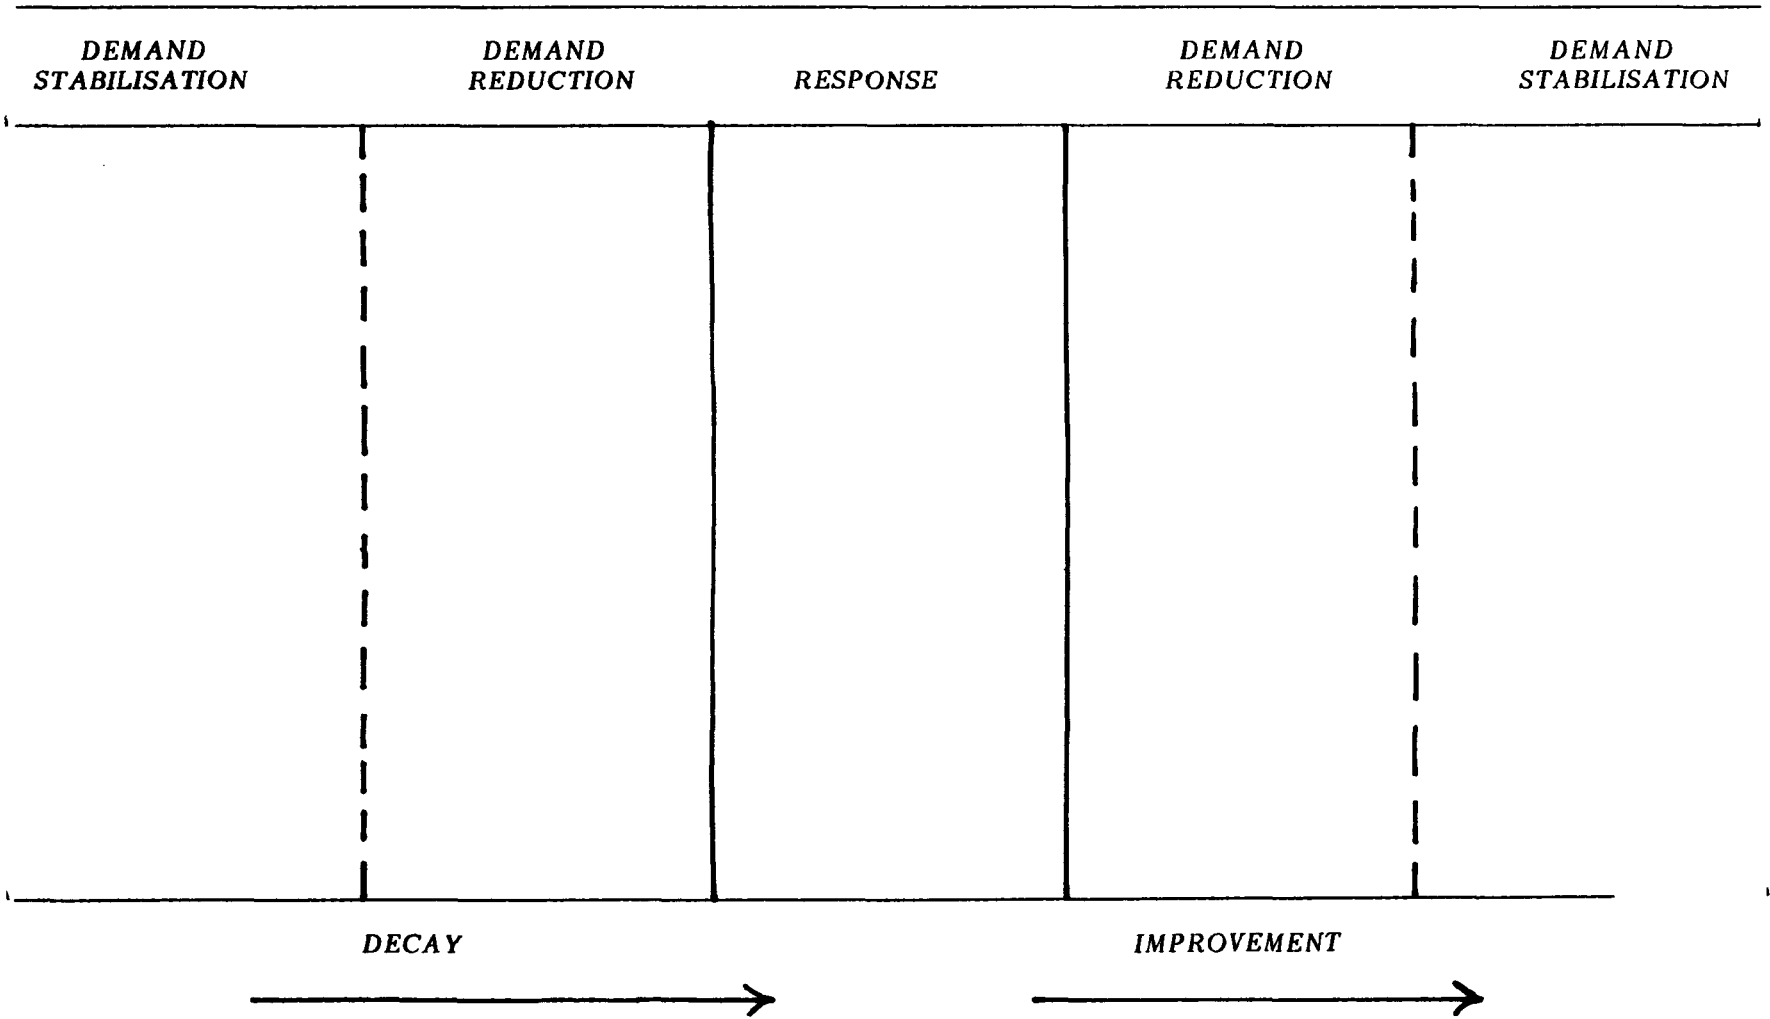 DEMAND
STABILISATION
DEMAND
REDUCTION
RESPONSE
DEMAND
REDUCTION
DEMAND
STABILISATION
DECAY
IMPROVEMENT